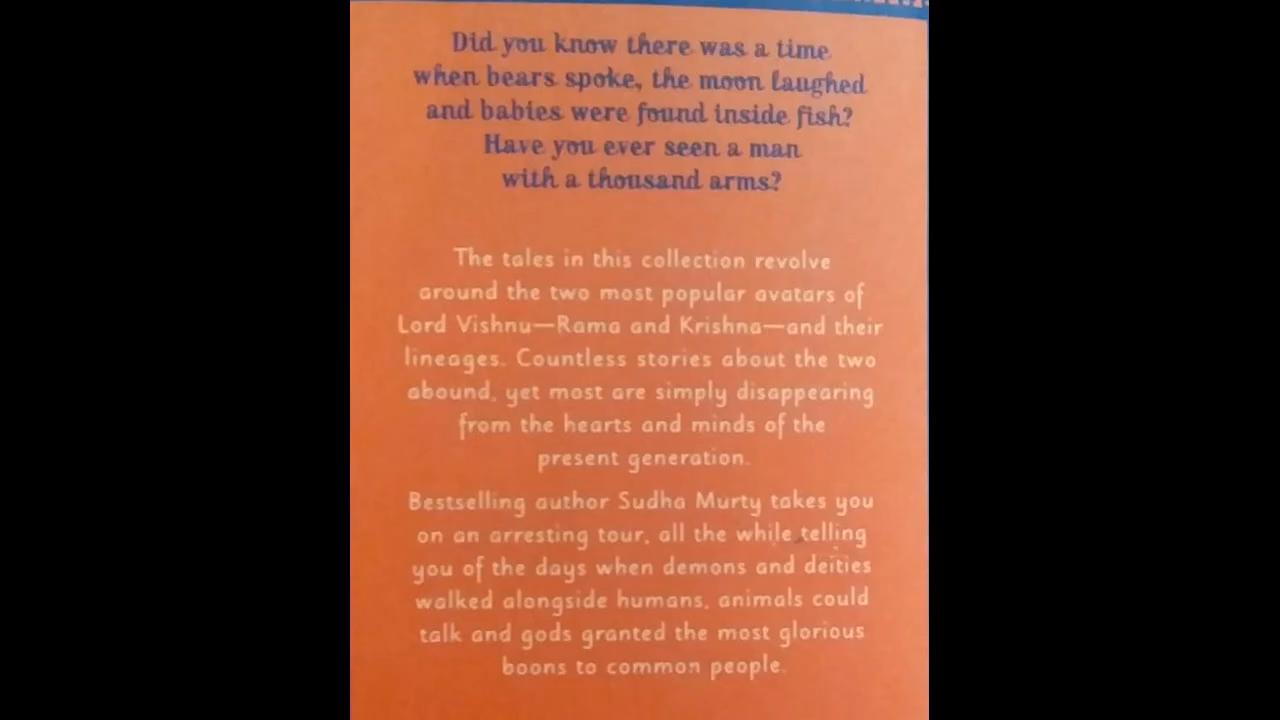 Did you know there was a time
when bears spoke, the moon laughed
and babies were found inside fish?
Have you ever seen a man
with a thousand arms?
The tales in this collection revolve
around the two most popular avatars of
Lord Vishnu—Rama and Krishna—and their
lineages. Countless stories about the two
abound, yet most are simply disappearing
from the hearts and minds of the
present generation.
Bestselling author Sudha Murty takes you
on an arresting tour, all the while telling
you of the days when demons and deities
walked alongside humans, animals could
talk and gods granted the most glorious
boons to common people.